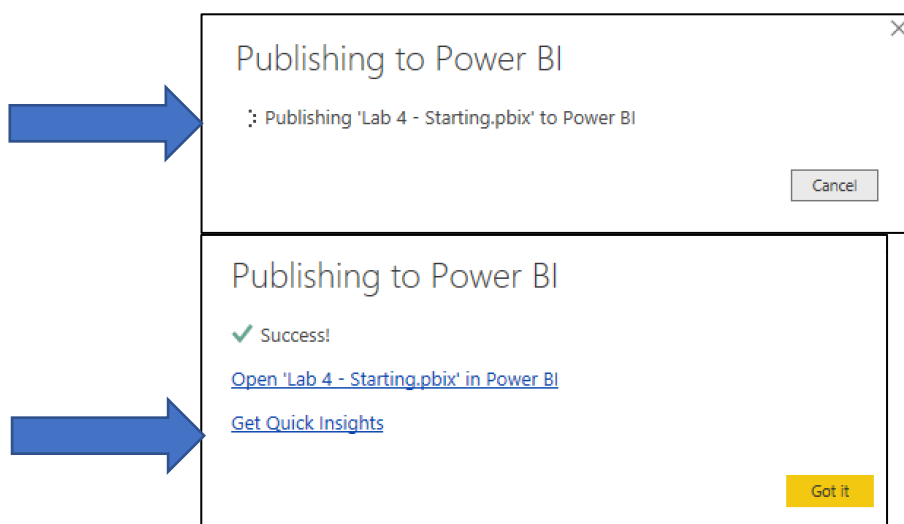 Publishing to Power BI
Publishing 'Lab 4 - Starting.pbix' to Power BI
Cancel
Publishing to Power BI
Success!
Open 'Lab 4 - Starting.pbix' in Power BI
Get Quick Insights
Got it